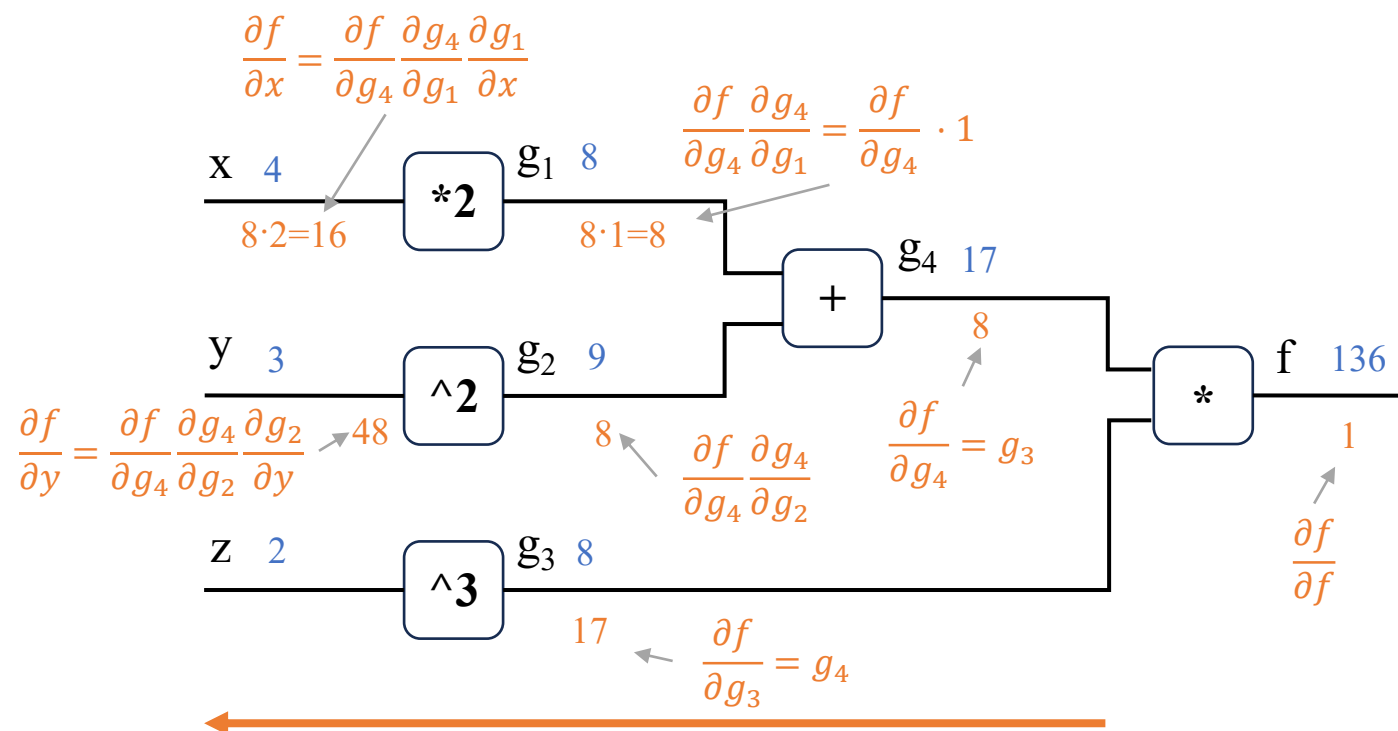 ∂f/∂x = ∂f/∂g₄ ∂g₄/∂g₁ ∂g₁/∂x
∂f/∂g₄ ∂g₄/∂g₁ = ∂f/∂g₄ · 1
x 4
*2
g₁ 8
8·2=16
8·1=8
g₄ 17
+
8
y 3
^2
g₂ 9
f 136
*
∂f/∂y = ∂f/∂g₄ ∂g₄/∂g₂ ∂g₂/∂y
48
8
∂f/∂g₄ ∂g₄/∂g₂
∂f/∂g₄ = g₃
1
∂f/∂f
z 2
^3
g₃ 8
17
∂f/∂g₃ = g₄